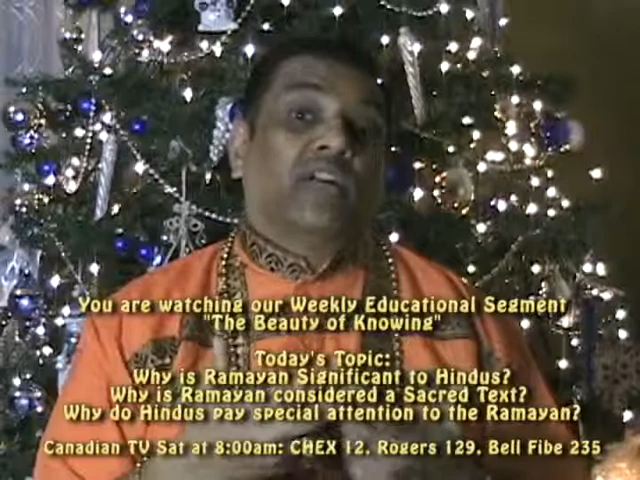 You are watching our Weekly Educational Segment
"The Beauty of Knowing"
Today's Topic:
Why is Ramayan Significant to Hindus?
Why is Ramayan considered a Sacred Text?
Why do Hindus pay special attention to the Ramayan?
Canadian TV Sat at 8:00am: CHEX 12, Rogers 129, Bell Fibe 235